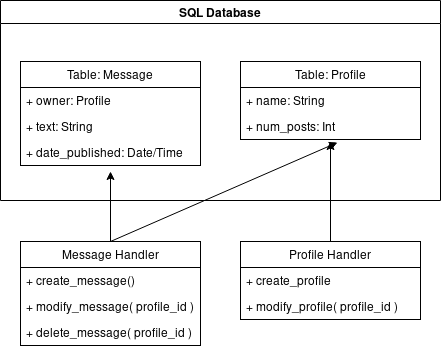 SQL Database
Table: Message
+ owner: Profile
+ text: String
+ date_published: Date/Time
Table: Profile
+ name: String
+ num_posts: Int
Message Handler
+ create_message()
+ modify_message( profile_id )
+ delete_message( profile_id )
Profile Handler
+ create_profile
+ modify_profile( profile_id )